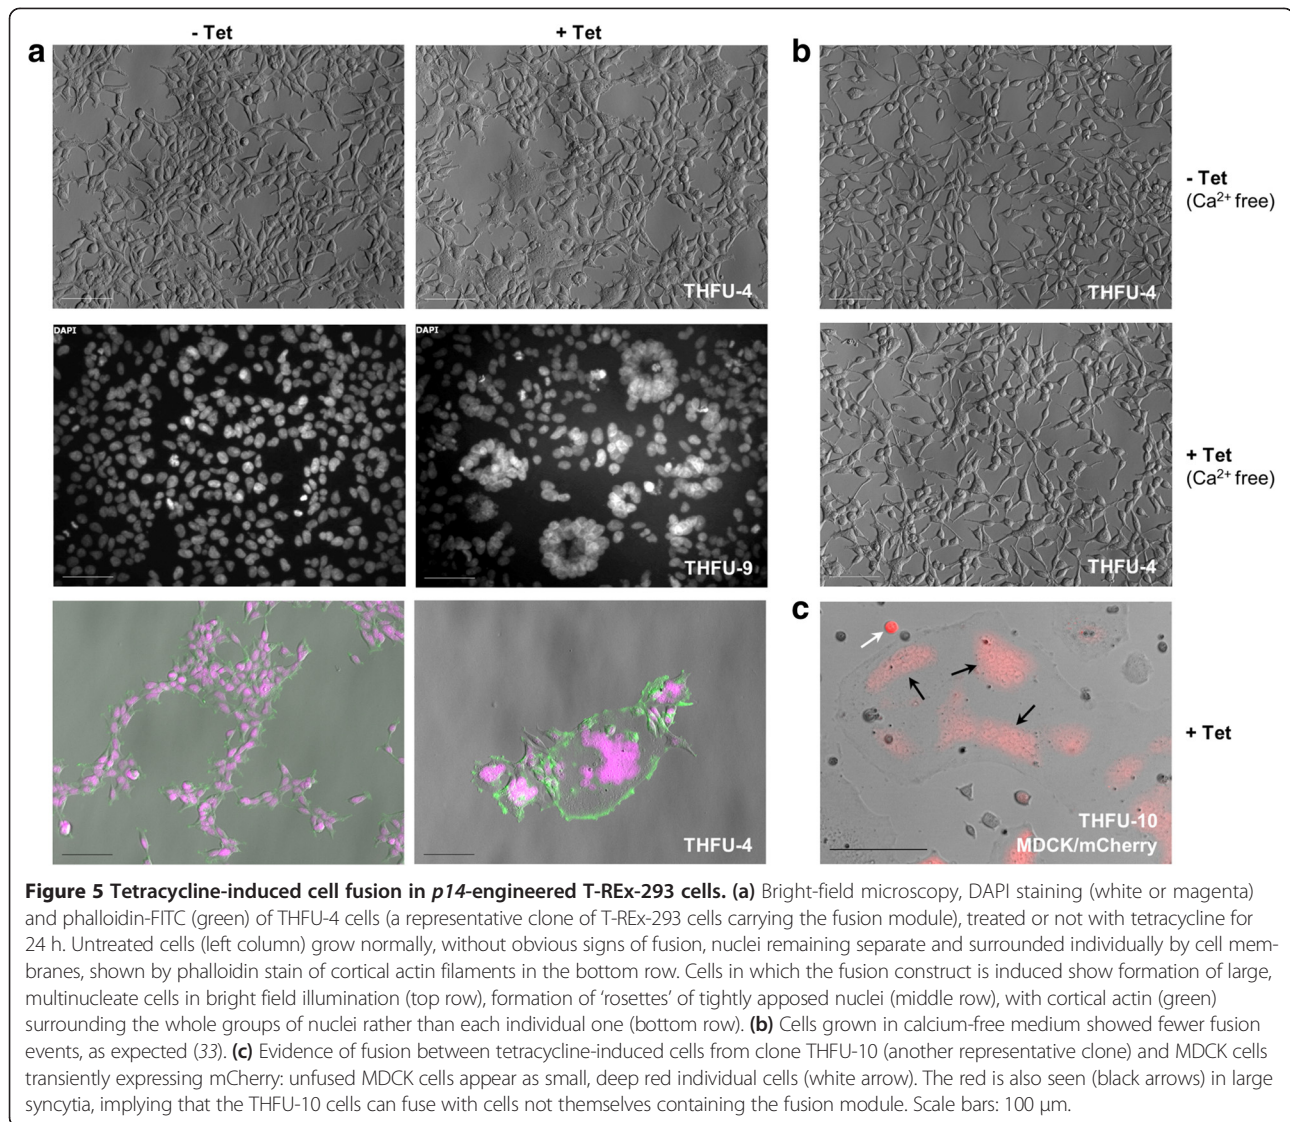 - Tet
+ Tet
a
THFU-4
DAPI
DAPI
THFU-9
THFU-4
b
- Tet
(Ca²⁺ free)
THFU-4
+ Tet
(Ca²⁺ free)
THFU-4
c
+ Tet
THFU-10
MDCK/mCherry
Figure 5 Tetracycline-induced cell fusion in p14-engineered T-REx-293 cells. (a) Bright-field microscopy, DAPI staining (white or magenta)
and phalloidin-FITC (green) of THFU-4 cells (a representative clone of T-REx-293 cells carrying the fusion module), treated or not with tetracycline for
24 h. Untreated cells (left column) grow normally, without obvious signs of fusion, nuclei remaining separate and surrounded individually by cell mem-
branes, shown by phalloidin stain of cortical actin filaments in the bottom row. Cells in which the fusion construct is induced show formation of large,
multinucleate cells in bright field illumination (top row), formation of ‘rosettes’ of tightly apposed nuclei (middle row), with cortical actin (green)
surrounding the whole groups of nuclei rather than each individual one (bottom row). (b) Cells grown in calcium-free medium showed fewer fusion
events, as expected (33). (c) Evidence of fusion between tetracycline-induced cells from clone THFU-10 (another representative clone) and MDCK cells
transiently expressing mCherry: unfused MDCK cells appear as small, deep red individual cells (white arrow). The red is also seen (black arrows) in large
syncytia, implying that the THFU-10 cells can fuse with cells not themselves containing the fusion module. Scale bars: 100 μm.